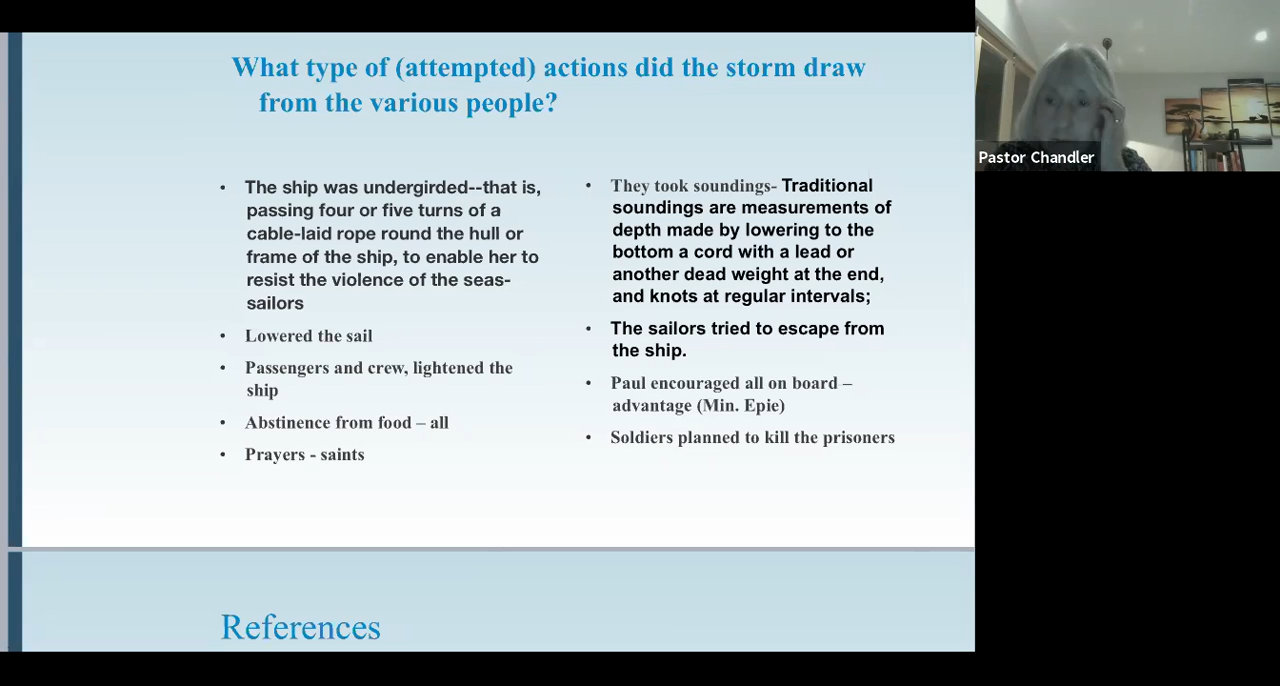 What type of (attempted) actions did the storm draw
from the various people?
• The ship was undergirded--that is,
passing four or five turns of a
cable-laid rope round the hull or
frame of the ship, to enable her to
resist the violence of the seas-
sailors
• Lowered the sail
• Passengers and crew, lightened the
ship
• Abstinence from food – all
• Prayers - saints
• They took soundings- Traditional
soundings are measurements of
depth made by lowering to the
bottom a cord with a lead or
another dead weight at the end,
and knots at regular intervals;
• The sailors tried to escape from
the ship.
• Paul encouraged all on board –
advantage (Min. Epie)
• Soldiers planned to kill the prisoners
References
Pastor Chandler